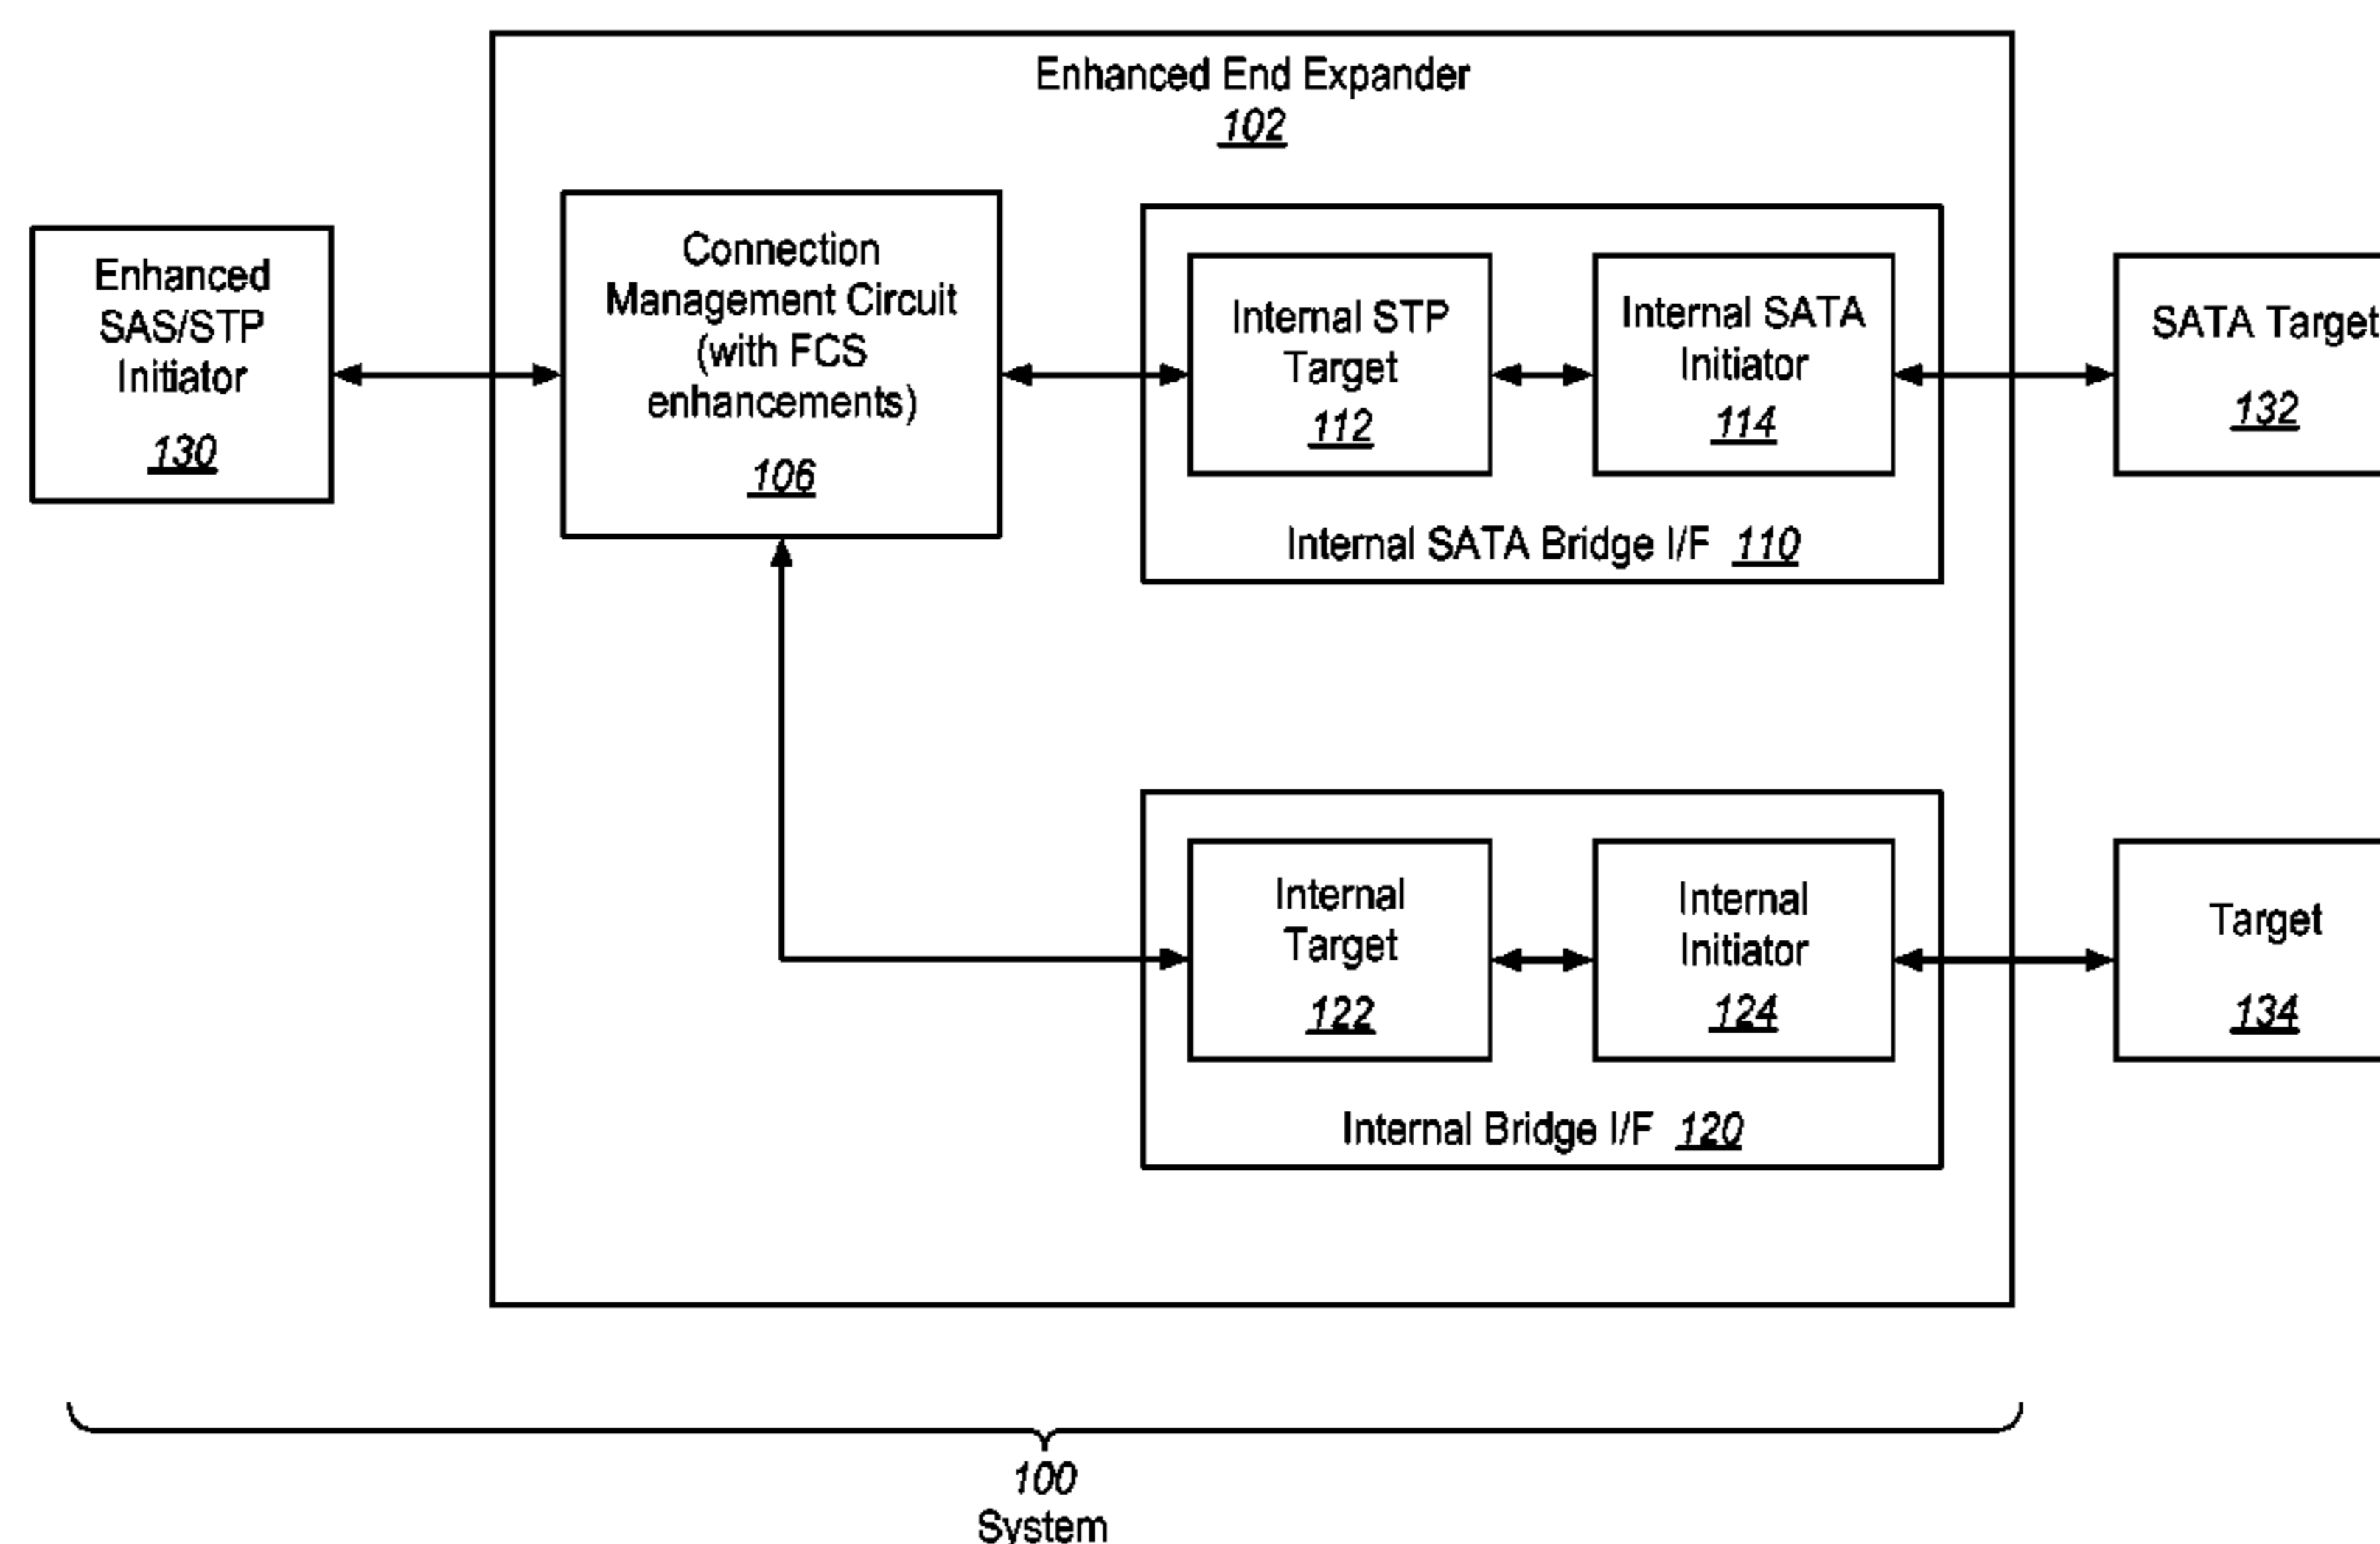 Enhanced End Expander
102
Enhanced
SAS/STP
Initiator
130
Connection
Management Circuit
(with FCS
enhancements)
106
Internal STP
Target
112
Internal SATA
Initiator
114
Internal SATA Bridge I/F 110
SATA Target
132
Internal
Target
122
Internal
Initiator
124
Internal Bridge I/F 120
Target
134
100
System